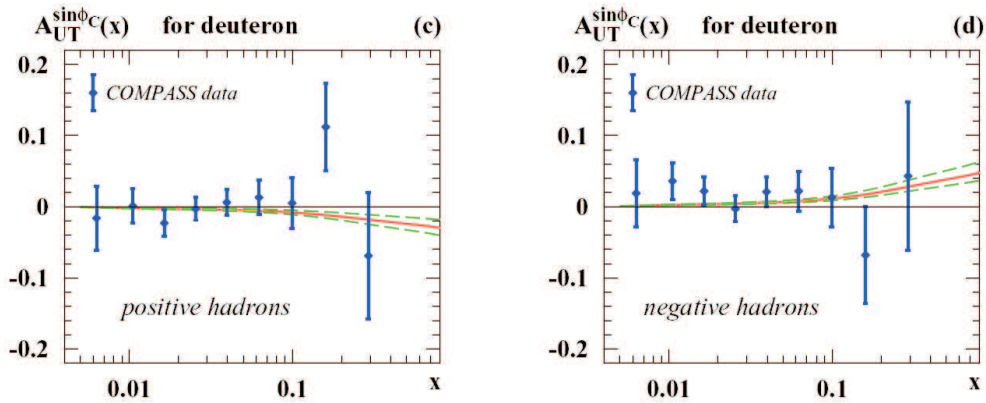 A_UT^sinϕ_C(x) for deuteron (c)
0.2
COMPASS data
0.1
0
-0.1
positive hadrons
-0.2
0.01 0.1 x
A_UT^sinϕ_C(x) for deuteron (d)
0.2
COMPASS data
0.1
0
-0.1
negative hadrons
-0.2
0.01 0.1 x